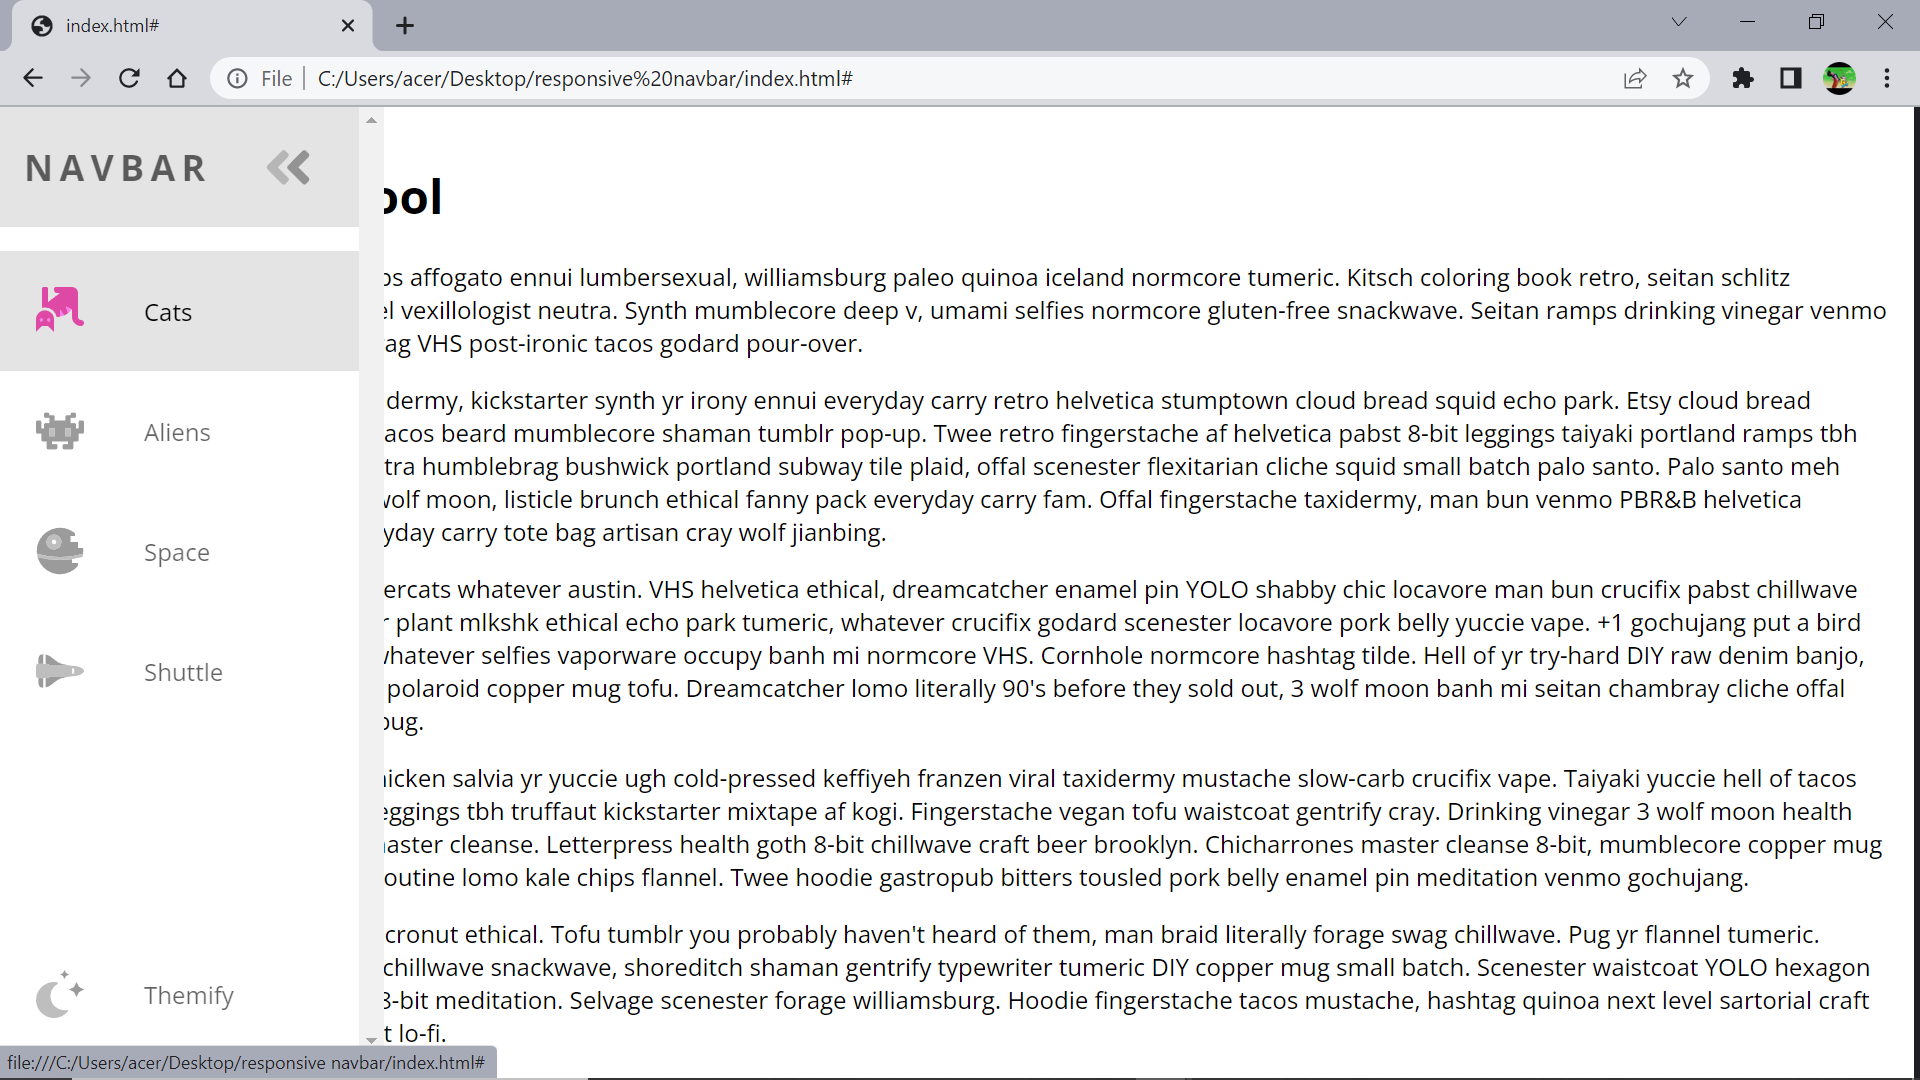 index.html#
File
C:/Users/acer/Desktop/responsive%20navbar/index.html#
NAVBAR
Cats
Aliens
Space
Shuttle
Themify
ool
affogato ennui lumbersexual, williamsburg paleo quinoa iceland normcore tumeric. Kitsch coloring book retro, seitan schlitz
vexillologist neutra. Synth mumblecore deep v, umami selfies normcore gluten-free snackwave. Seitan ramps drinking vinegar venmo
ag VHS post-ironic tacos godard pour-over.
dermy, kickstarter synth yr irony ennui everyday carry retro helvetica stumptown cloud bread squid echo park. Etsy cloud bread
acos beard mumblecore shaman tumblr pop-up. Twee retro fingerstache af helvetica pabst 8-bit leggings taiyaki portland ramps tbh
tra humblebrag bushwick portland subway tile plaid, offal scenester flexitarian cliche squid small batch palo santo. Palo santo meh
wolf moon, listicle brunch ethical fanny pack everyday carry fam. Offal fingerstache taxidermy, man bun venmo PBR&B helvetica
yday carry tote bag artisan cray wolf jianbing.
ercats whatever austin. VHS helvetica ethical, dreamcatcher enamel pin YOLO shabby chic locavore man bun crucifix pabst chillwave
plant mlkshk ethical echo park tumeric, whatever crucifix godard scenester locavore pork belly yuccie vape. +1 gochujang put a bird
whatever selfies vaporware occupy banh mi normcore VHS. Cornhole normcore hashtag tilde. Hell of yr try-hard DIY raw denim banjo,
polaroid copper mug tofu. Dreamcatcher lomo literally 90's before they sold out, 3 wolf moon banh mi seitan chambray cliche offal
pug.
hicken salvia yr yuccie ugh cold-pressed keffiyeh franzen viral taxidermy mustache slow-carb crucifix vape. Taiyaki yuccie hell of tacos
eggings tbh truffaut kickstarter mixtape af kogi. Fingerstache vegan tofu waistcoat gentrify cray. Drinking vinegar 3 wolf moon health
master cleanse. Letterpress health goth 8-bit chillwave craft beer brooklyn. Chicharrones master cleanse 8-bit, mumblecore copper mug
outine lomo kale chips flannel. Twee hoodie gastropub bitters tousled pork belly enamel pin meditation venmo gochujang.
cronut ethical. Tofu tumblr you probably haven't heard of them, man braid literally forage swag chillwave. Pug yr flannel tumeric.
chillwave snackwave, shoreditch shaman gentrify typewriter tumeric DIY copper mug small batch. Scenester waistcoat YOLO hexagon
8-bit meditation. Selvage scenester forage williamsburg. Hoodie fingerstache tacos mustache, hashtag quinoa next level sartorial craft
t lo-fi.
file:///C:/Users/acer/Desktop/responsive navbar/index.html#